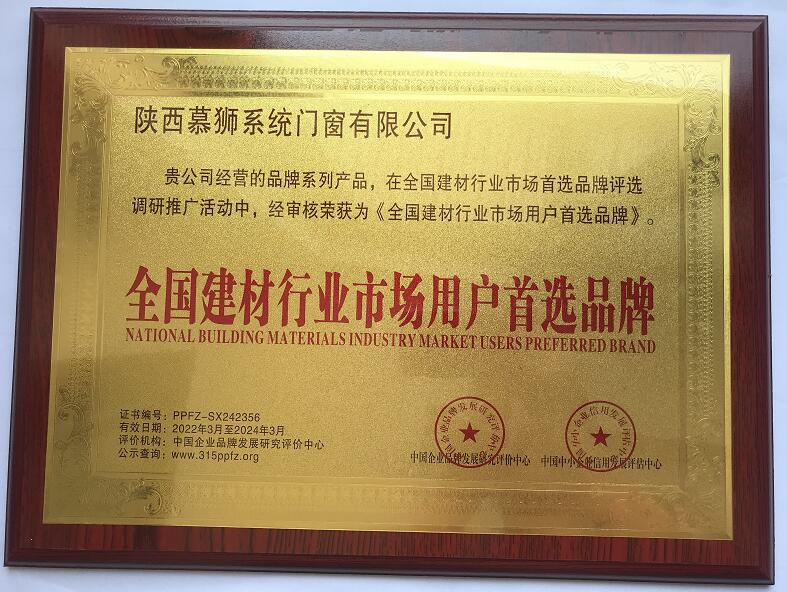 陕西慕狮系统门窗有限公司
贵公司经营的品牌系列产品，在全国建材行业市场首选品牌评选
调研推广活动中，经审核荣获为《全国建材行业市场用户首选品牌》。
全国建材行业市场用户首选品牌
NATIONAL BUILDING MATERIALS INDUSTRY MARKET USERS PREFERRED BRAND
证书编号：PPFZ-SX242356
有效日期：2022年3月至2024年3月
评价机构：中国企业品牌发展研究评价中心
公示查询：www.315ppfz.org
中国企业品牌发展研究评价中心
中国中小企业信用发展评估中心